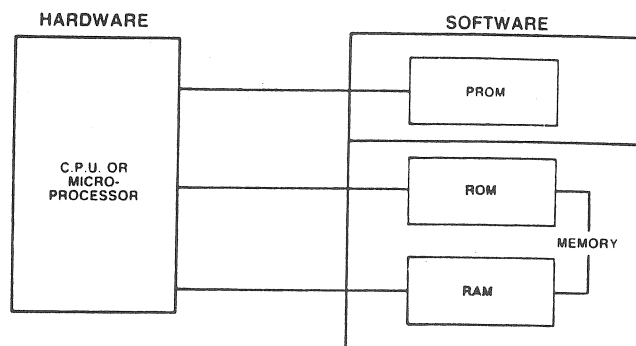 HARDWARE
SOFTWARE
PROM
C.P.U. OR
MICRO-
PROCESSOR
ROM
MEMORY
RAM